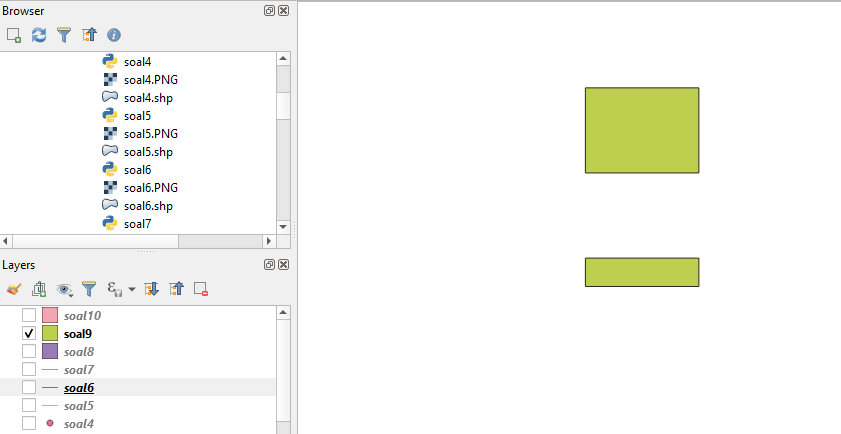 Browser
soal4
soal4.PNG
soal4.shp
soal5
soal5.PNG
soal5.shp
soal6
soal6.PNG
soal6.shp
soal7
Layers
soal10
soal9
soal8
soal7
soal6
soal5
soal4